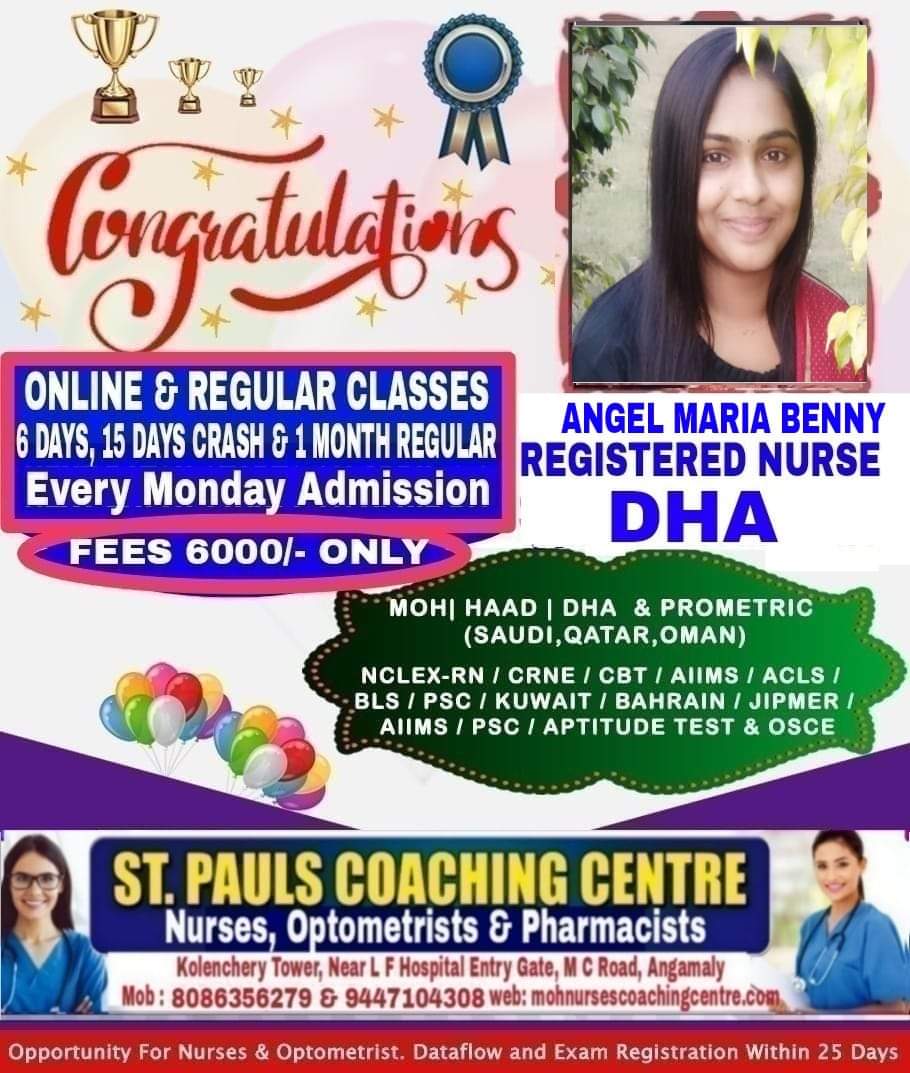 Congratulations
ONLINE & REGULAR CLASSES
6 DAYS, 15 DAYS CRASH & 1 MONTH REGULAR
Every Monday Admission
FEES 6000/- ONLY
ANGEL MARIA BENNY
REGISTERED NURSE
DHA
MOH| HAAD | DHA & PROMETRIC
(SAUDI,QATAR,OMAN)
NCLEX-RN / CRNE / CBT / AIIMS / ACLS /
BLS / PSC / KUWAIT / BAHRAIN / JIPMER /
AIIMS / PSC / APTITUDE TEST & OSCE
ST. PAULS COACHING CENTRE
Nurses, Optometrists & Pharmacists
Kolenchery Tower, Near L F Hospital Entry Gate, M C Road, Angamaly
Mob : 8086356279 & 9447104308 web: mohnursescoachingcentre.com
Opportunity For Nurses & Optometrist. Dataflow and Exam Registration Within 25 Days